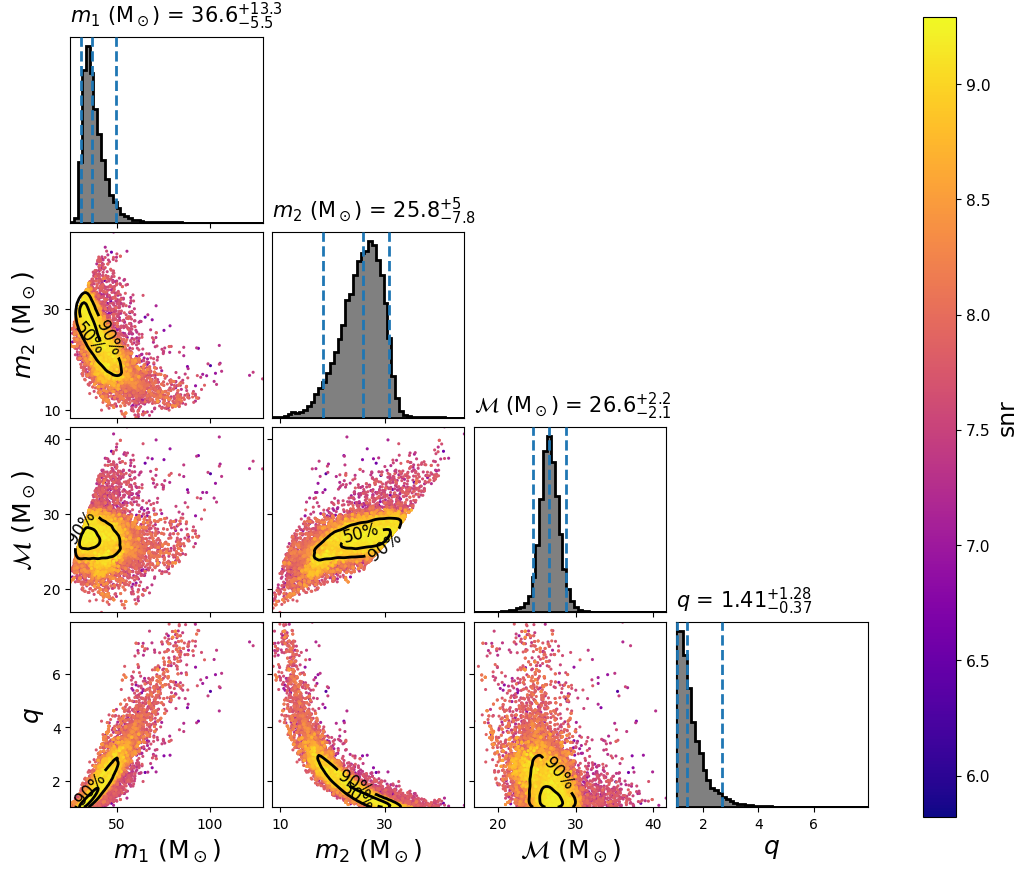 m₁ (M⊙) = 36.6 +13.3 −5.5
m₂ (M⊙) = 25.8 +5 −7.8
ℳ (M⊙) = 26.6 +2.2 −2.1
q = 1.41 +1.28 −0.37
m₂ (M⊙)
30
10
50%
90%
ℳ (M⊙)
40
30
20
90%
50%
90%
q
6
4
2
90%
90%
50%
90%
50 100
10 30
20 30 40
2 4 6
m₁ (M⊙)
m₂ (M⊙)
ℳ (M⊙)
q
9.0
8.5
8.0
7.5
7.0
6.5
6.0
snr